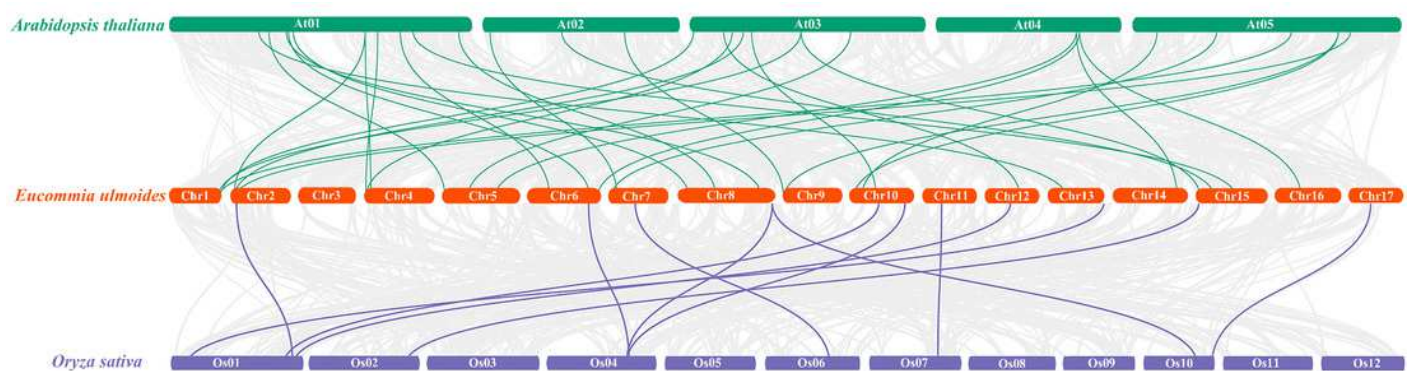 Arabidopsis thaliana At01 At02 At03 At04 At05
Eucommia ulmoides Chr1 Chr2 Chr3 Chr4 Chr5 Chr6 Chr7 Chr8 Chr9 Chr10 Chr11 Chr12 Chr13 Chr14 Chr15 Chr16 Chr17
Oryza sativa Os01 Os02 Os03 Os04 Os05 Os06 Os07 Os08 Os09 Os10 Os11 Os12